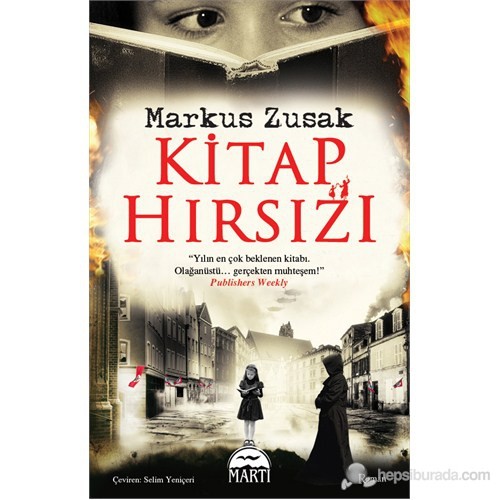 Markus Zusak
KİTAP
HIRSIZI
“Yılın en çok beklenen kitabı.
Olağanüstü… gerçekten muhteşem!”
Publishers Weekly
Çeviren: Selim Yeniçeri
MARTI
Roman
hepsiburada.com